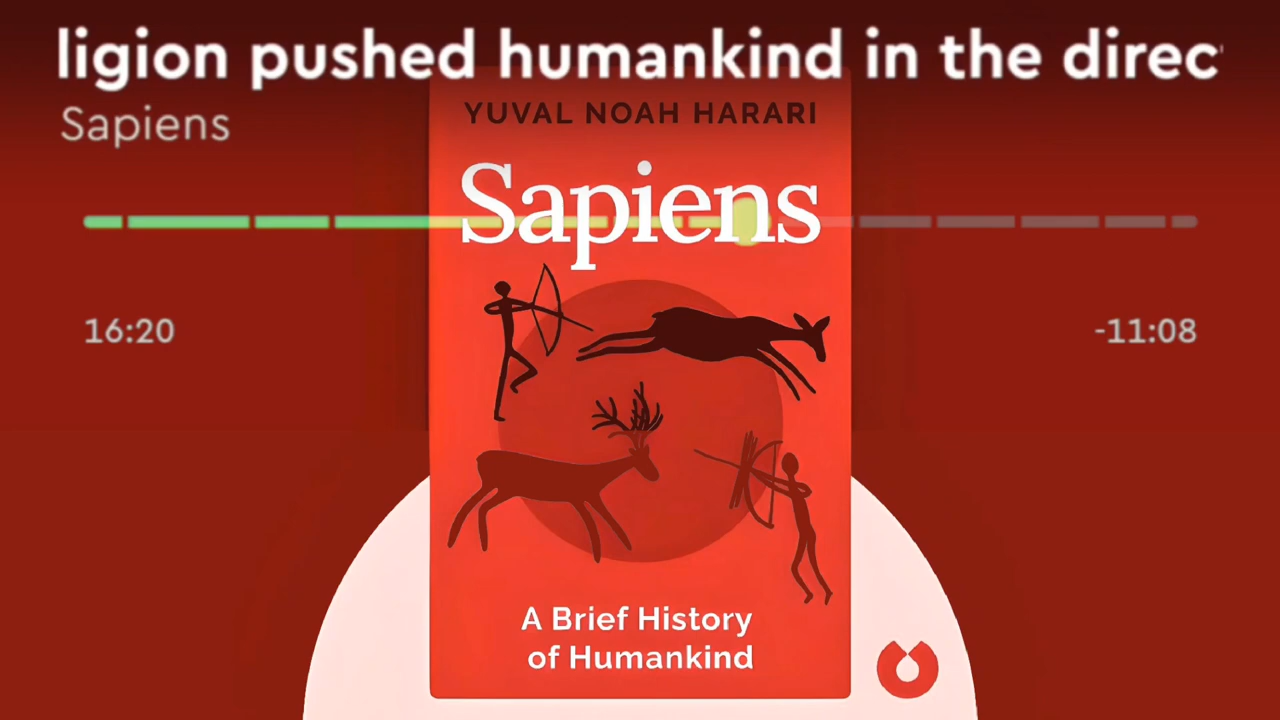 ligion pushed humankind in the direc
Sapiens
YUVAL NOAH HARARI
Sapiens
16:20
-11:08
A Brief History
of Humankind